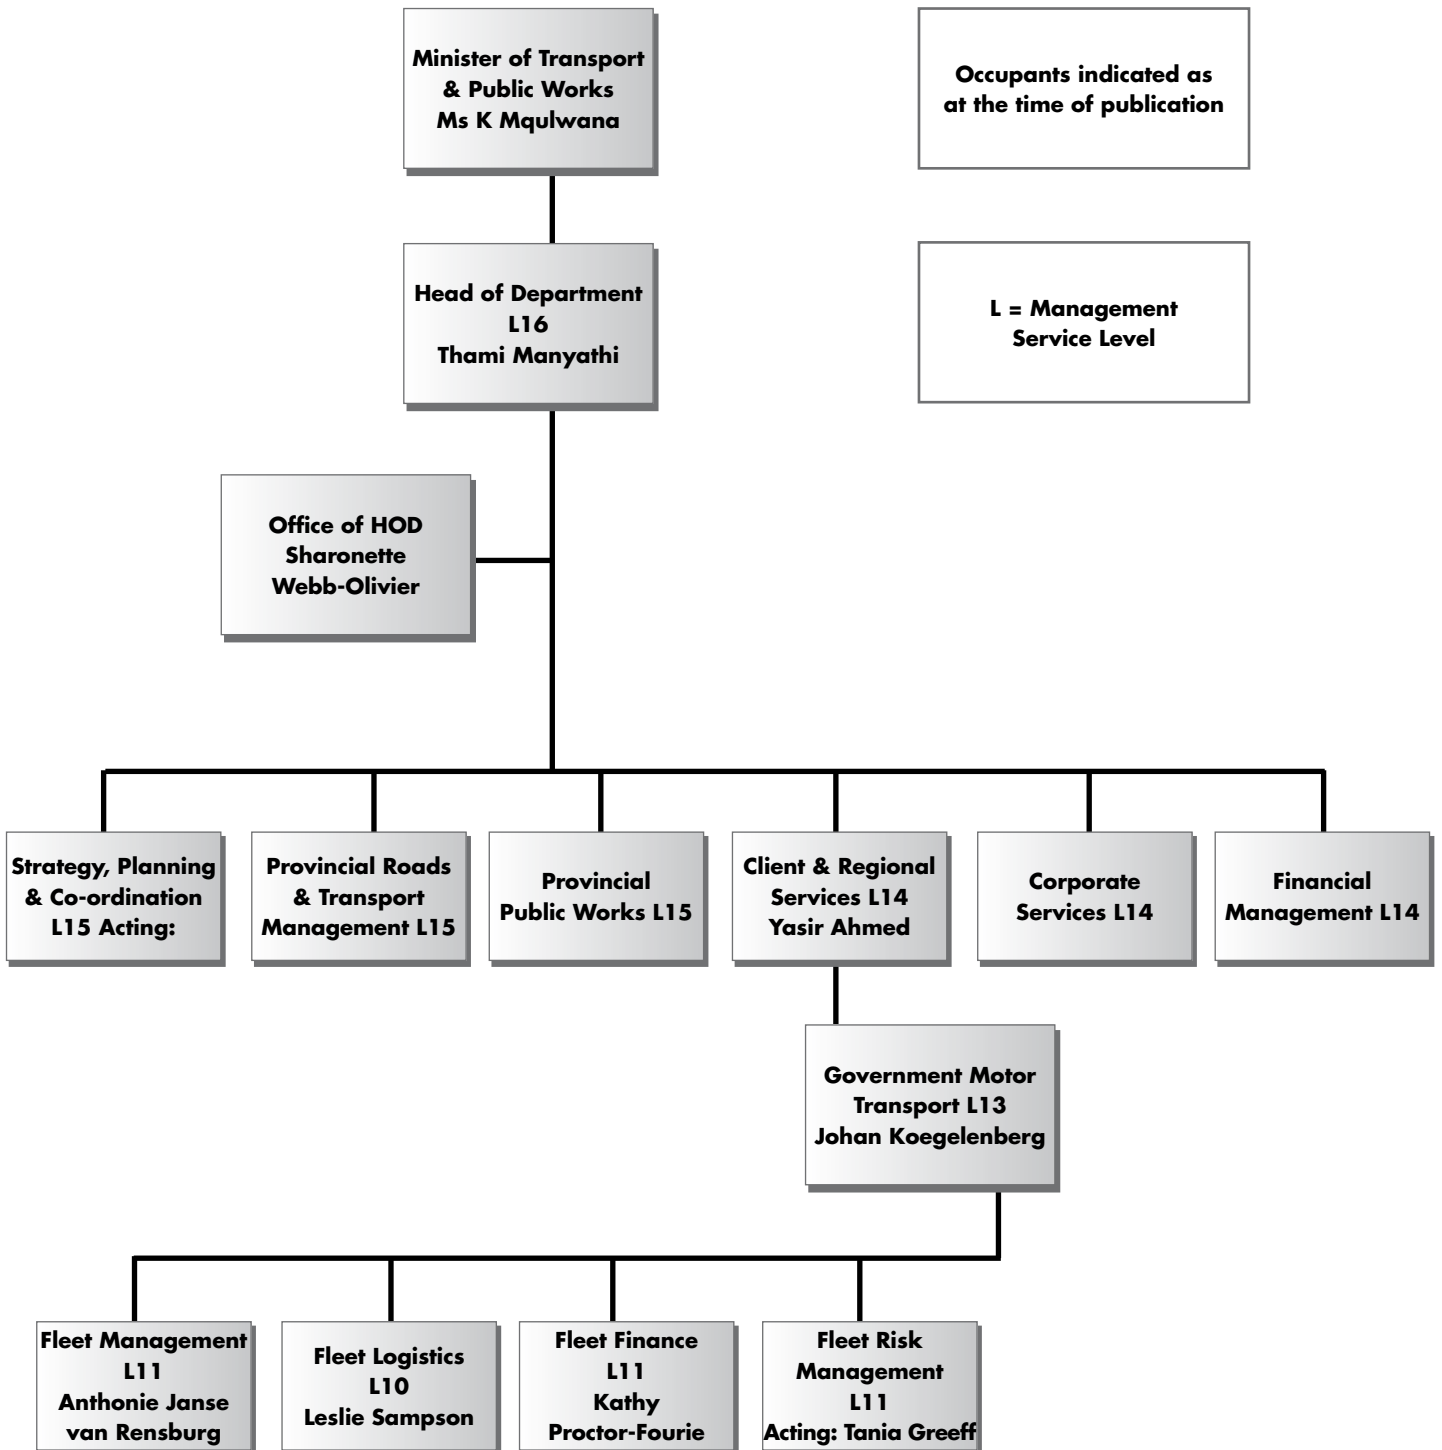 Minister of Transport
& Public Works
Ms K Mqulwana
Occupants indicated as
at the time of publication
Head of Department
L16
Thami Manyathi
L = Management
Service Level
Office of HOD
Sharonette
Webb-Olivier
Strategy, Planning
& Co-ordination
L15 Acting:
Provincial Roads
& Transport
Management L15
Provincial
Public Works L15
Client & Regional
Services L14
Yasir Ahmed
Corporate
Services L14
Financial
Management L14
Government Motor
Transport L13
Johan Koegelenberg
Fleet Management
L11
Anthonie Janse
van Rensburg
Fleet Logistics
L10
Leslie Sampson
Fleet Finance
L11
Kathy
Proctor-Fourie
Fleet Risk
Management
L11
Acting: Tania Greeff